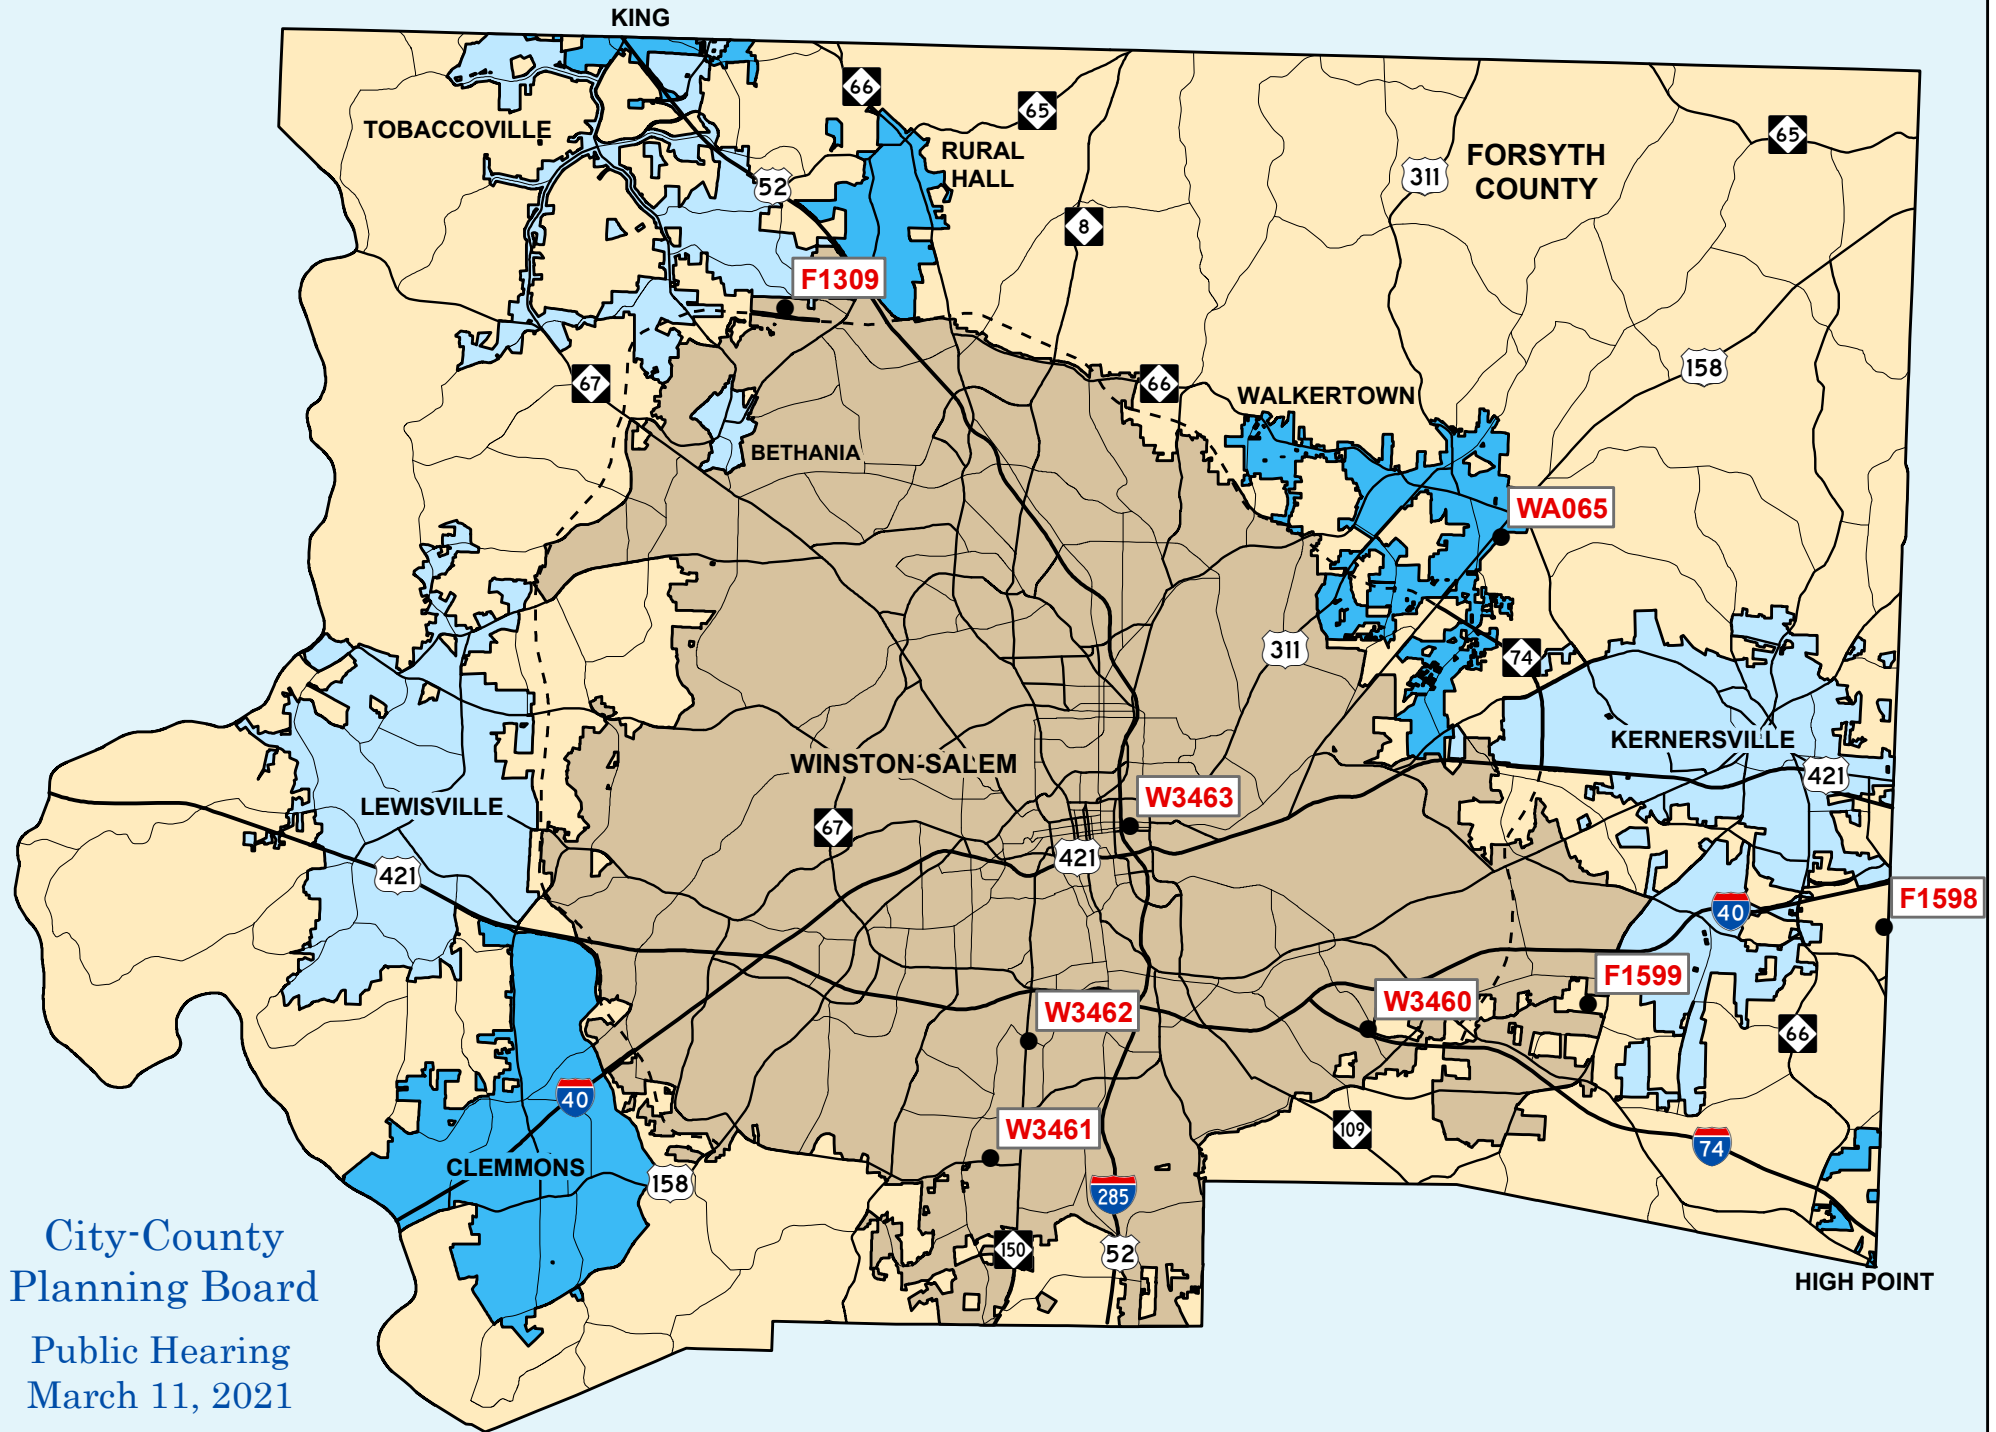 KING
66
65
TOBACCOVILLE
RURAL
HALL
65
FORSYTH
COUNTY
311
52
8
F1309
158
67
66
WALKERTOWN
BETHANIA
WA065
311
74
KERNERSVILLE
WINSTON-SALEM
421
W3463
LEWISVILLE
67
421
421
F1598
40
F1599
W3460
W3462
66
40
W3461
109
74
CLEMMONS
158
285
150
52
HIGH POINT
City-County
Planning Board
Public Hearing
March 11, 2021